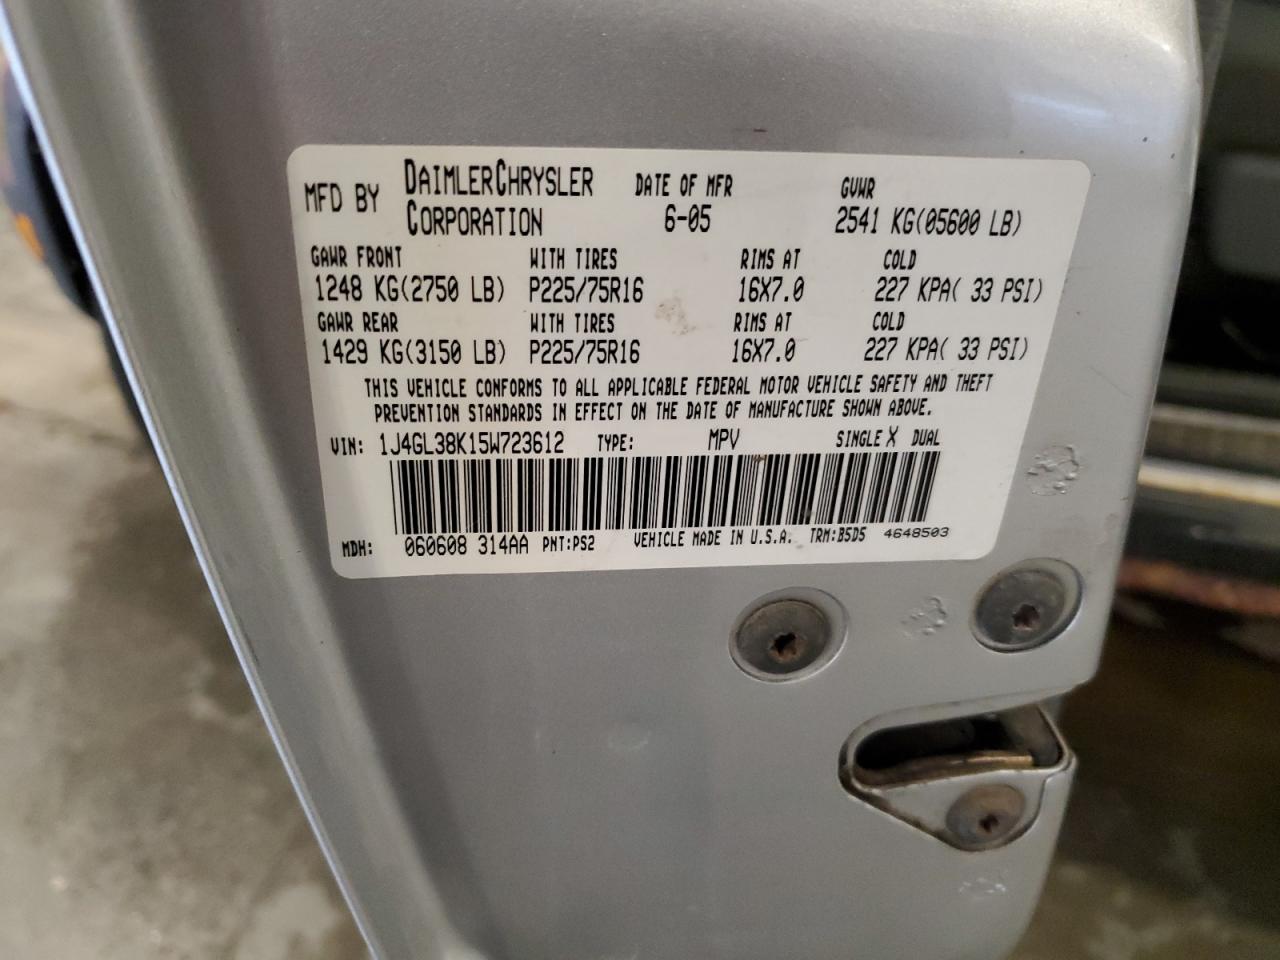 MFD BY DAIMLERCHRYSLER CORPORATION
DATE OF MFR
6-05
GVWR
2541 KG(05600 LB)
GAWR FRONT WITH TIRES RIMS AT COLD
1248 KG(2750 LB) P225/75R16 16X7.0 227 KPA( 33 PSI)
GAWR REAR WITH TIRES RIMS AT COLD
1429 KG(3150 LB) P225/75R16 16X7.0 227 KPA( 33 PSI)
THIS VEHICLE CONFORMS TO ALL APPLICABLE FEDERAL MOTOR VEHICLE SAFETY AND THEFT
PREVENTION STANDARDS IN EFFECT ON THE DATE OF MANUFACTURE SHOWN ABOVE.
VIN: 1J4GL38K15W723612 TYPE: MPV SINGLE X DUAL
MDH: 060608 314AA PNT:PS2 VEHICLE MADE IN U.S.A. TRM:B5D5 4648503